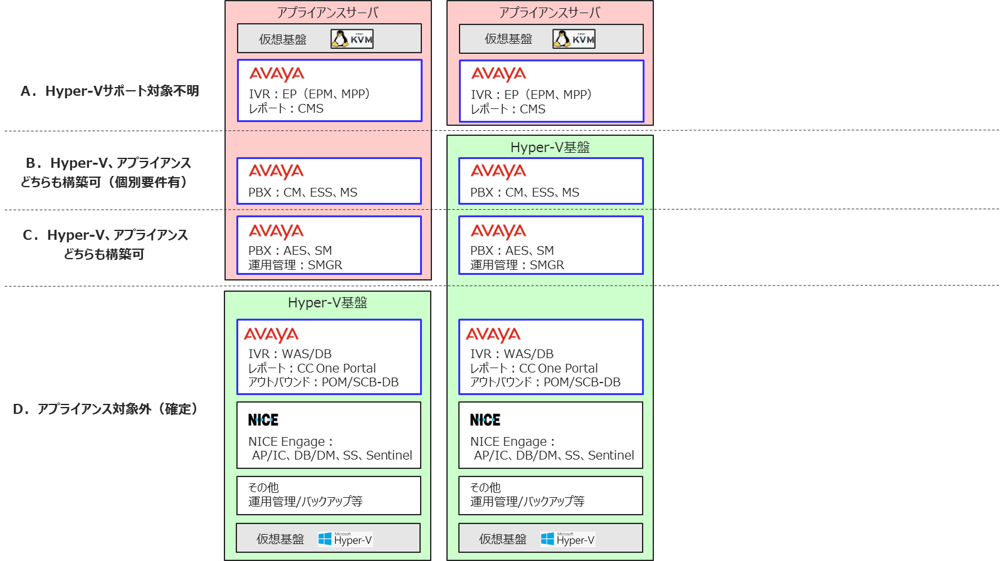 アプライアンスサーバ
仮想基盤
Linux
KVM
AVAYA
IVR：EP（EPM、MPP）
レポート：CMS
アプライアンスサーバ
仮想基盤
Linux
KVM
AVAYA
IVR：EP（EPM、MPP）
レポート：CMS
A．Hyper-Vサポート対象不明
B．Hyper-V、アプライアンス
どちらも構築可（個別要件有）
AVAYA
PBX：CM、ESS、MS
Hyper-V基盤
AVAYA
PBX：CM、ESS、MS
C．Hyper-V、アプライアンス
どちらも構築可
AVAYA
PBX：AES、SM
運用管理：SMGR
AVAYA
PBX：AES、SM
運用管理：SMGR
D．アプライアンス対象外（確定）
Hyper-V基盤
AVAYA
IVR：WAS/DB
レポート：CC One Portal
アウトバウンド：POM/SCB-DB
NICE
NICE Engage：
AP/IC、DB/DM、SS、Sentinel
その他
運用管理/バックアップ等
仮想基盤
Microsoft
Hyper-V
AVAYA
IVR：WAS/DB
レポート：CC One Portal
アウトバウンド：POM/SCB-DB
NICE
NICE Engage：
AP/IC、DB/DM、SS、Sentinel
その他
運用管理/バックアップ等
仮想基盤
Microsoft
Hyper-V